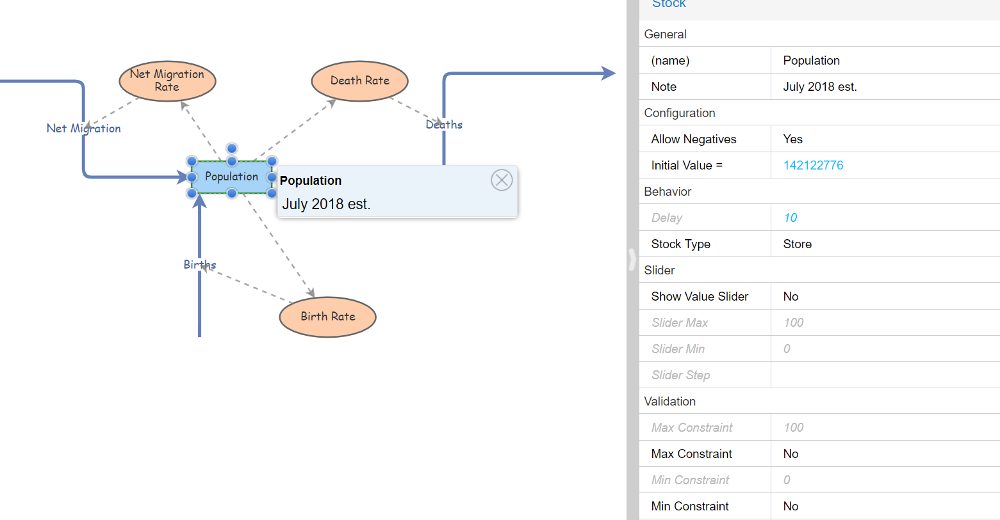 Net Migration
Rate
Death Rate
Net Migration
Deaths
Population
Population
July 2018 est.
Births
Birth Rate
Stock
General
(name) Population
Note July 2018 est.
Configuration
Allow Negatives Yes
Initial Value = 142122776
Behavior
Delay 10
Stock Type Store
Slider
Show Value Slider No
Slider Max 100
Slider Min 0
Slider Step
Validation
Max Constraint 100
Max Constraint No
Min Constraint 0
Min Constraint No